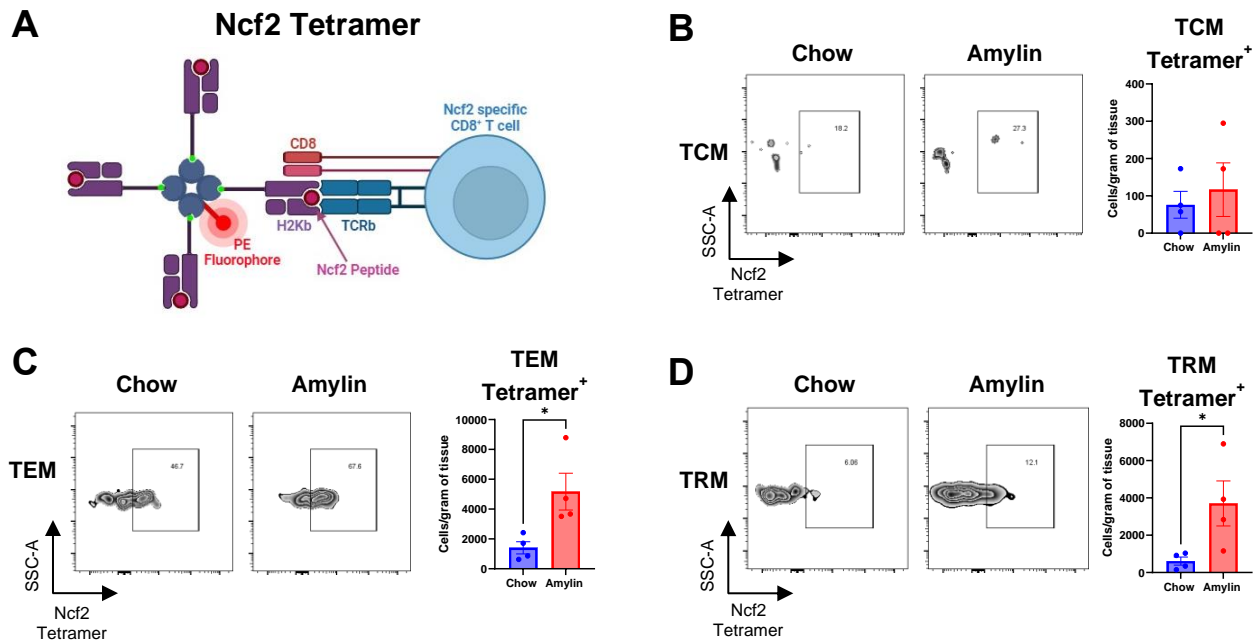 A
Ncf2 Tetramer
Ncf2 specific
CD8+ T cell
CD8
H2Kb
TCRb
PE
Fluorophore
Ncf2 Peptide
B
Chow
Amylin
TCM
18.2
27.3
SSC-A
Ncf2
Tetramer
TCM
Tetramer+
Cells/gram of tissue
400
300
200
100
0
Chow
Amylin
C
Chow
Amylin
TEM
46.7
67.6
SSC-A
Ncf2
Tetramer
TEM
Tetramer+
*
Cells/gram of tissue
10000
8000
6000
4000
2000
0
Chow
Amylin
D
Chow
Amylin
TRM
6.06
12.1
SSC-A
Ncf2
Tetramer
TRM
Tetramer+
*
Cells/gram of tissue
8000
6000
4000
2000
0
Chow
Amylin